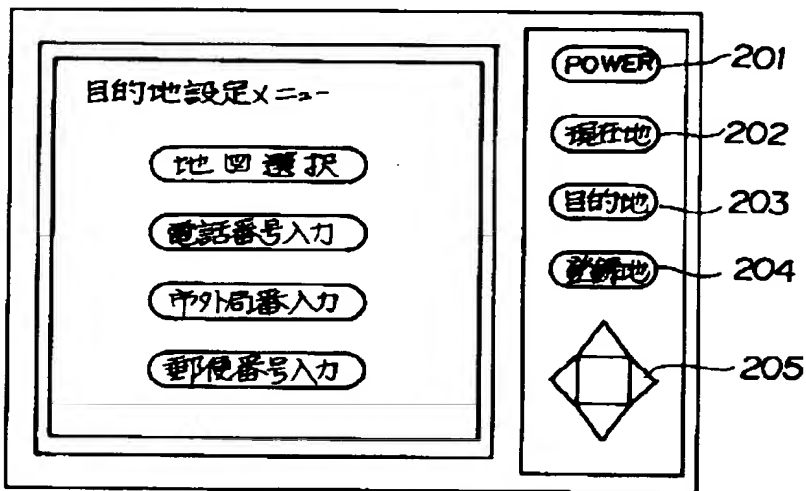 目的地設定メニュー
地図選択
電話番号入力
市外局番入力
郵便番号入力
POWER 201
現在地 202
目的地 203
登録地 204
205